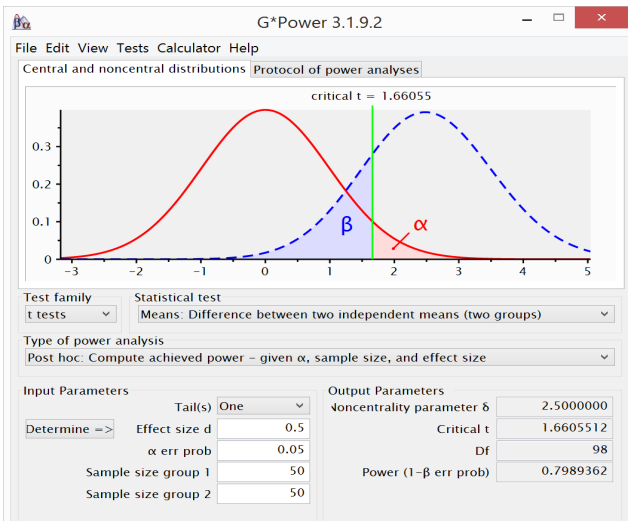 βα G*Power 3.1.9.2
File Edit View Tests Calculator Help
Central and noncentral distributions Protocol of power analyses
critical t = 1.66055
0.3
0.2
0.1
0
β α
-3 -2 -1 0 1 2 3 4 5
Test family Statistical test
t tests Means: Difference between two independent means (two groups)
Type of power analysis
Post hoc: Compute achieved power – given α, sample size, and effect size
Input Parameters Output Parameters
Tail(s) One Noncentrality parameter δ 2.5000000
Determine => Effect size d 0.5 Critical t 1.6605512
α err prob 0.05 Df 98
Sample size group 1 50 Power (1-β err prob) 0.7989362
Sample size group 2 50